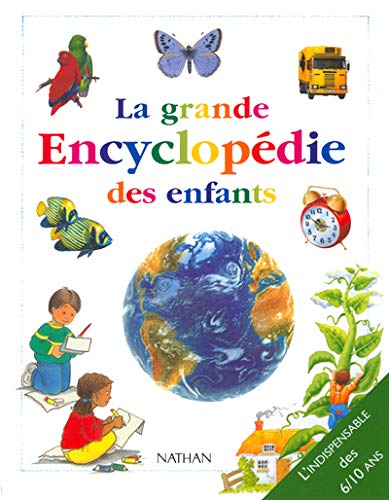 La grande
Encyclopédie
des enfants
L'INDISPENSABLE
des
6/10 ANS
NATHAN